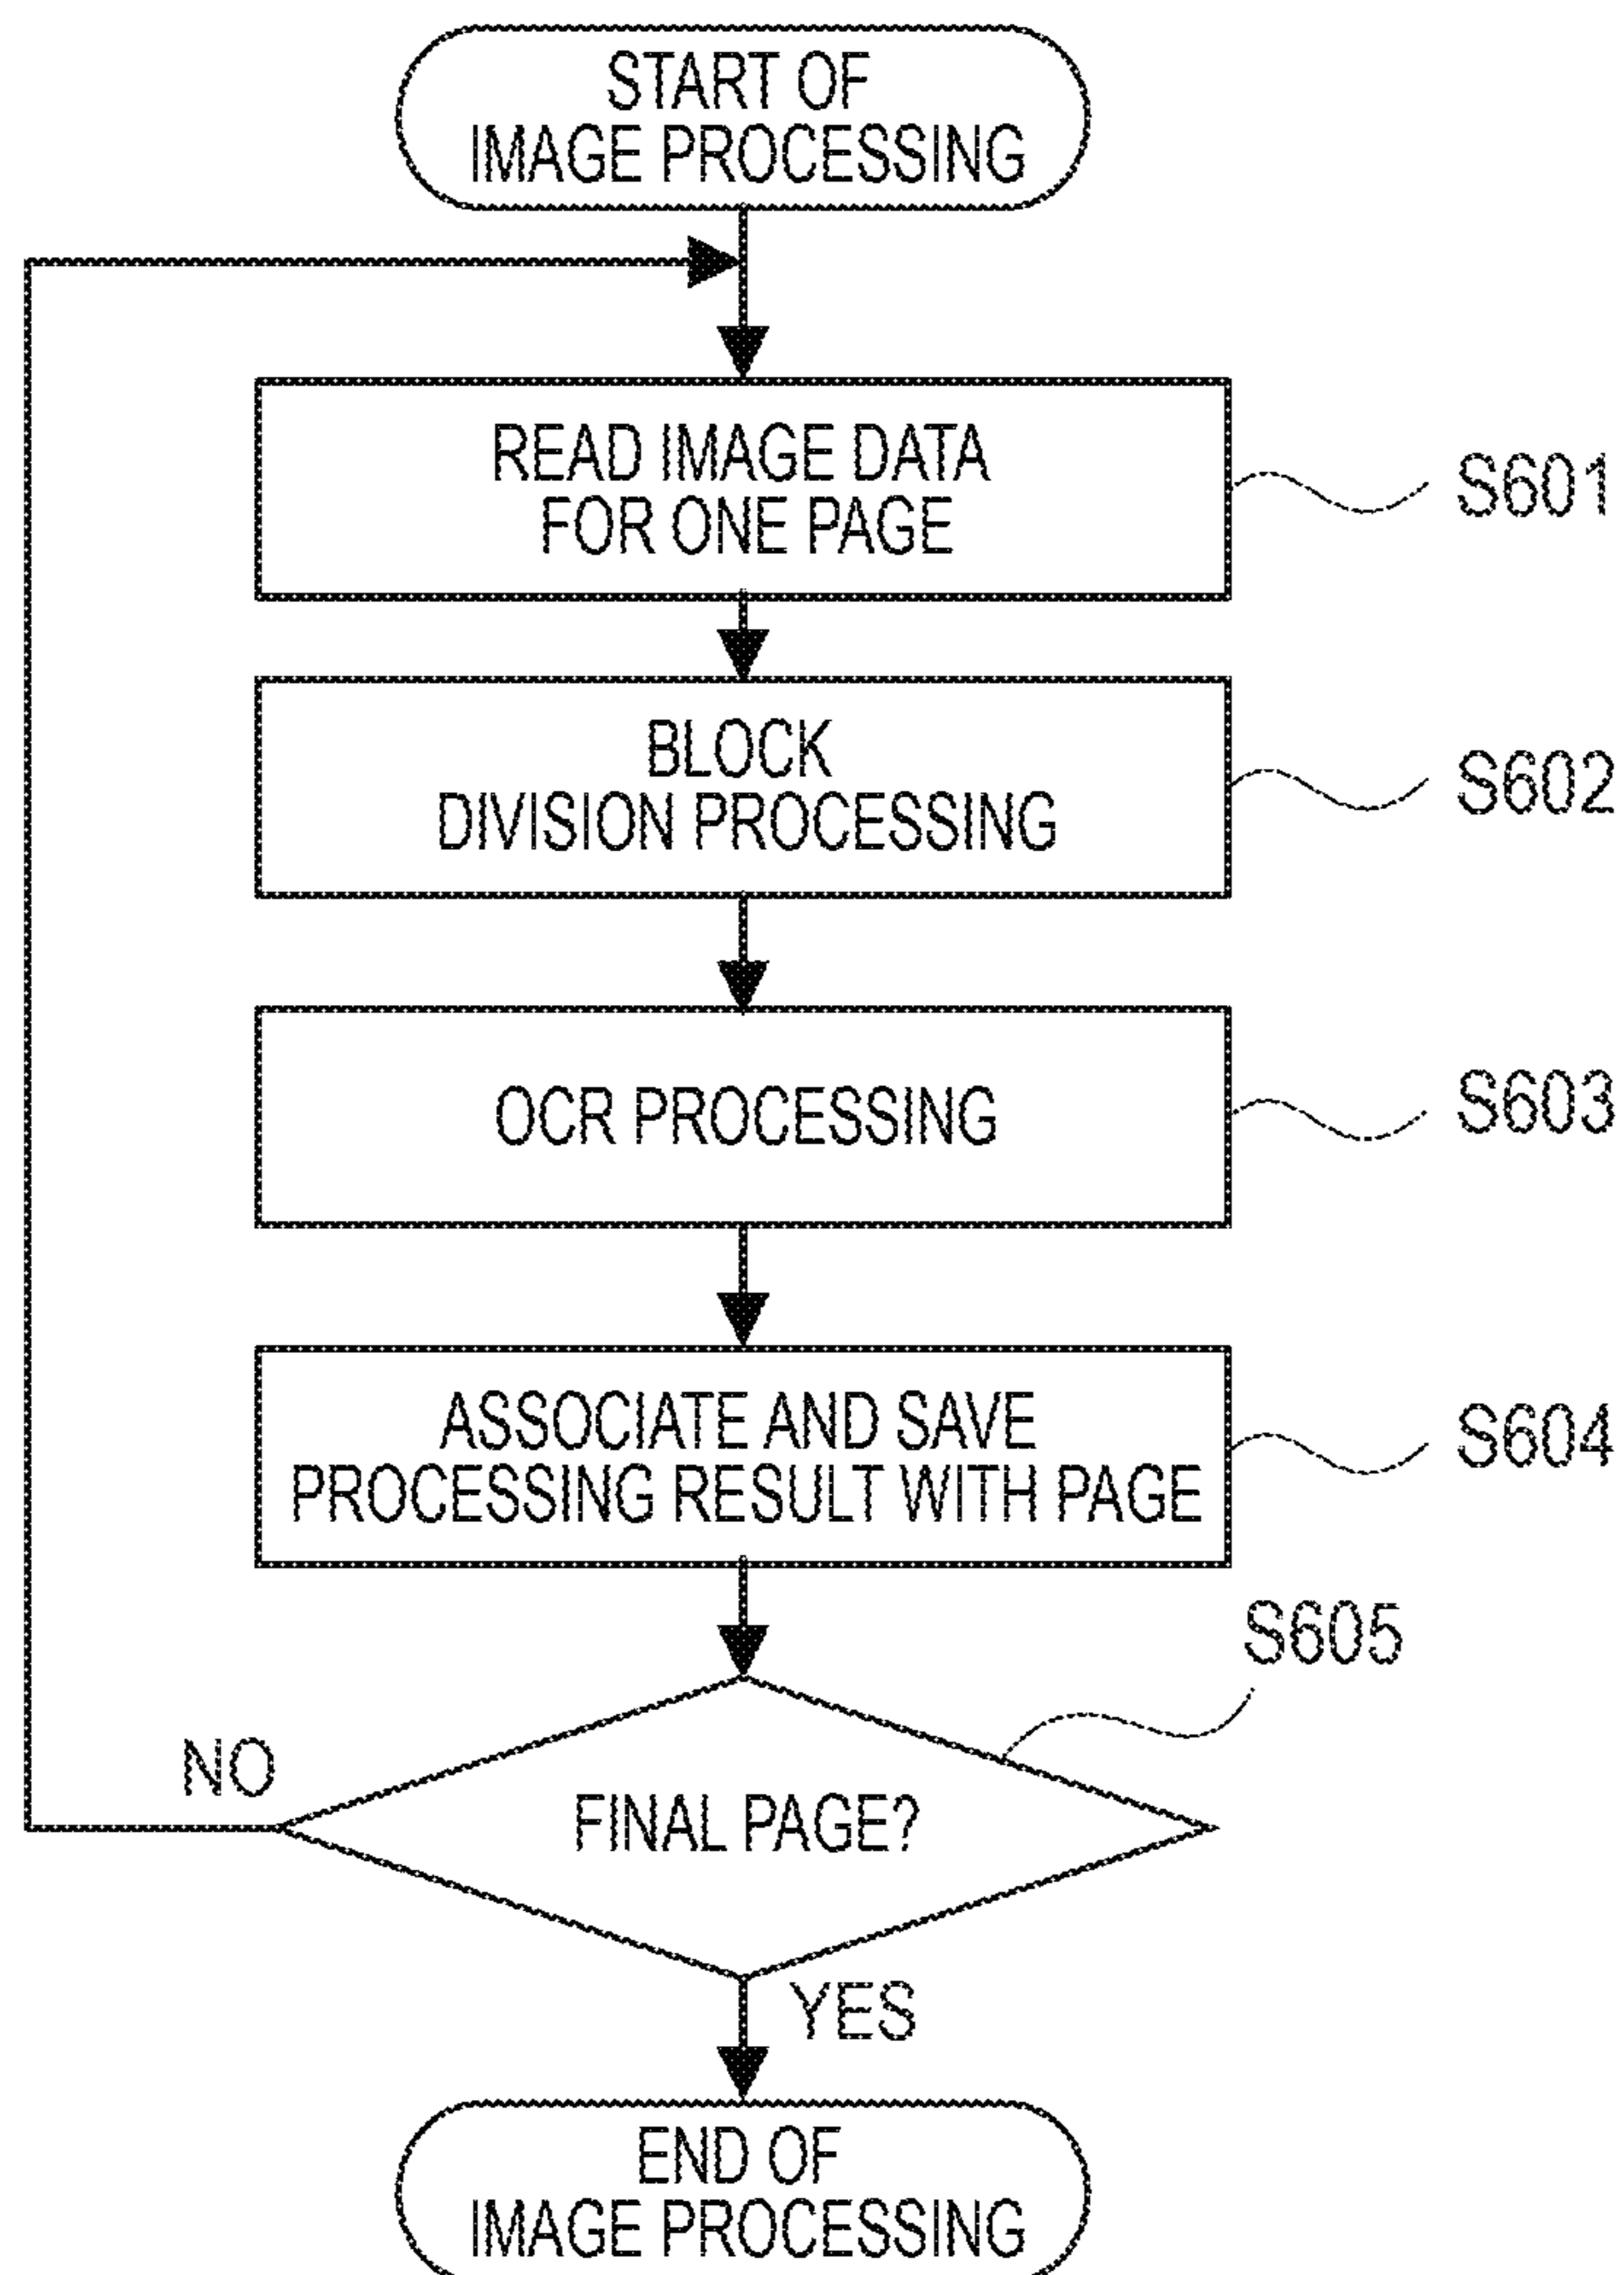 START OF
IMAGE PROCESSING
READ IMAGE DATA
FOR ONE PAGE
S601
BLOCK
DIVISION PROCESSING
S602
OCR PROCESSING
S603
ASSOCIATE AND SAVE
PROCESSING RESULT WITH PAGE
S604
S605
NO
FINAL PAGE?
YES
END OF
IMAGE PROCESSING